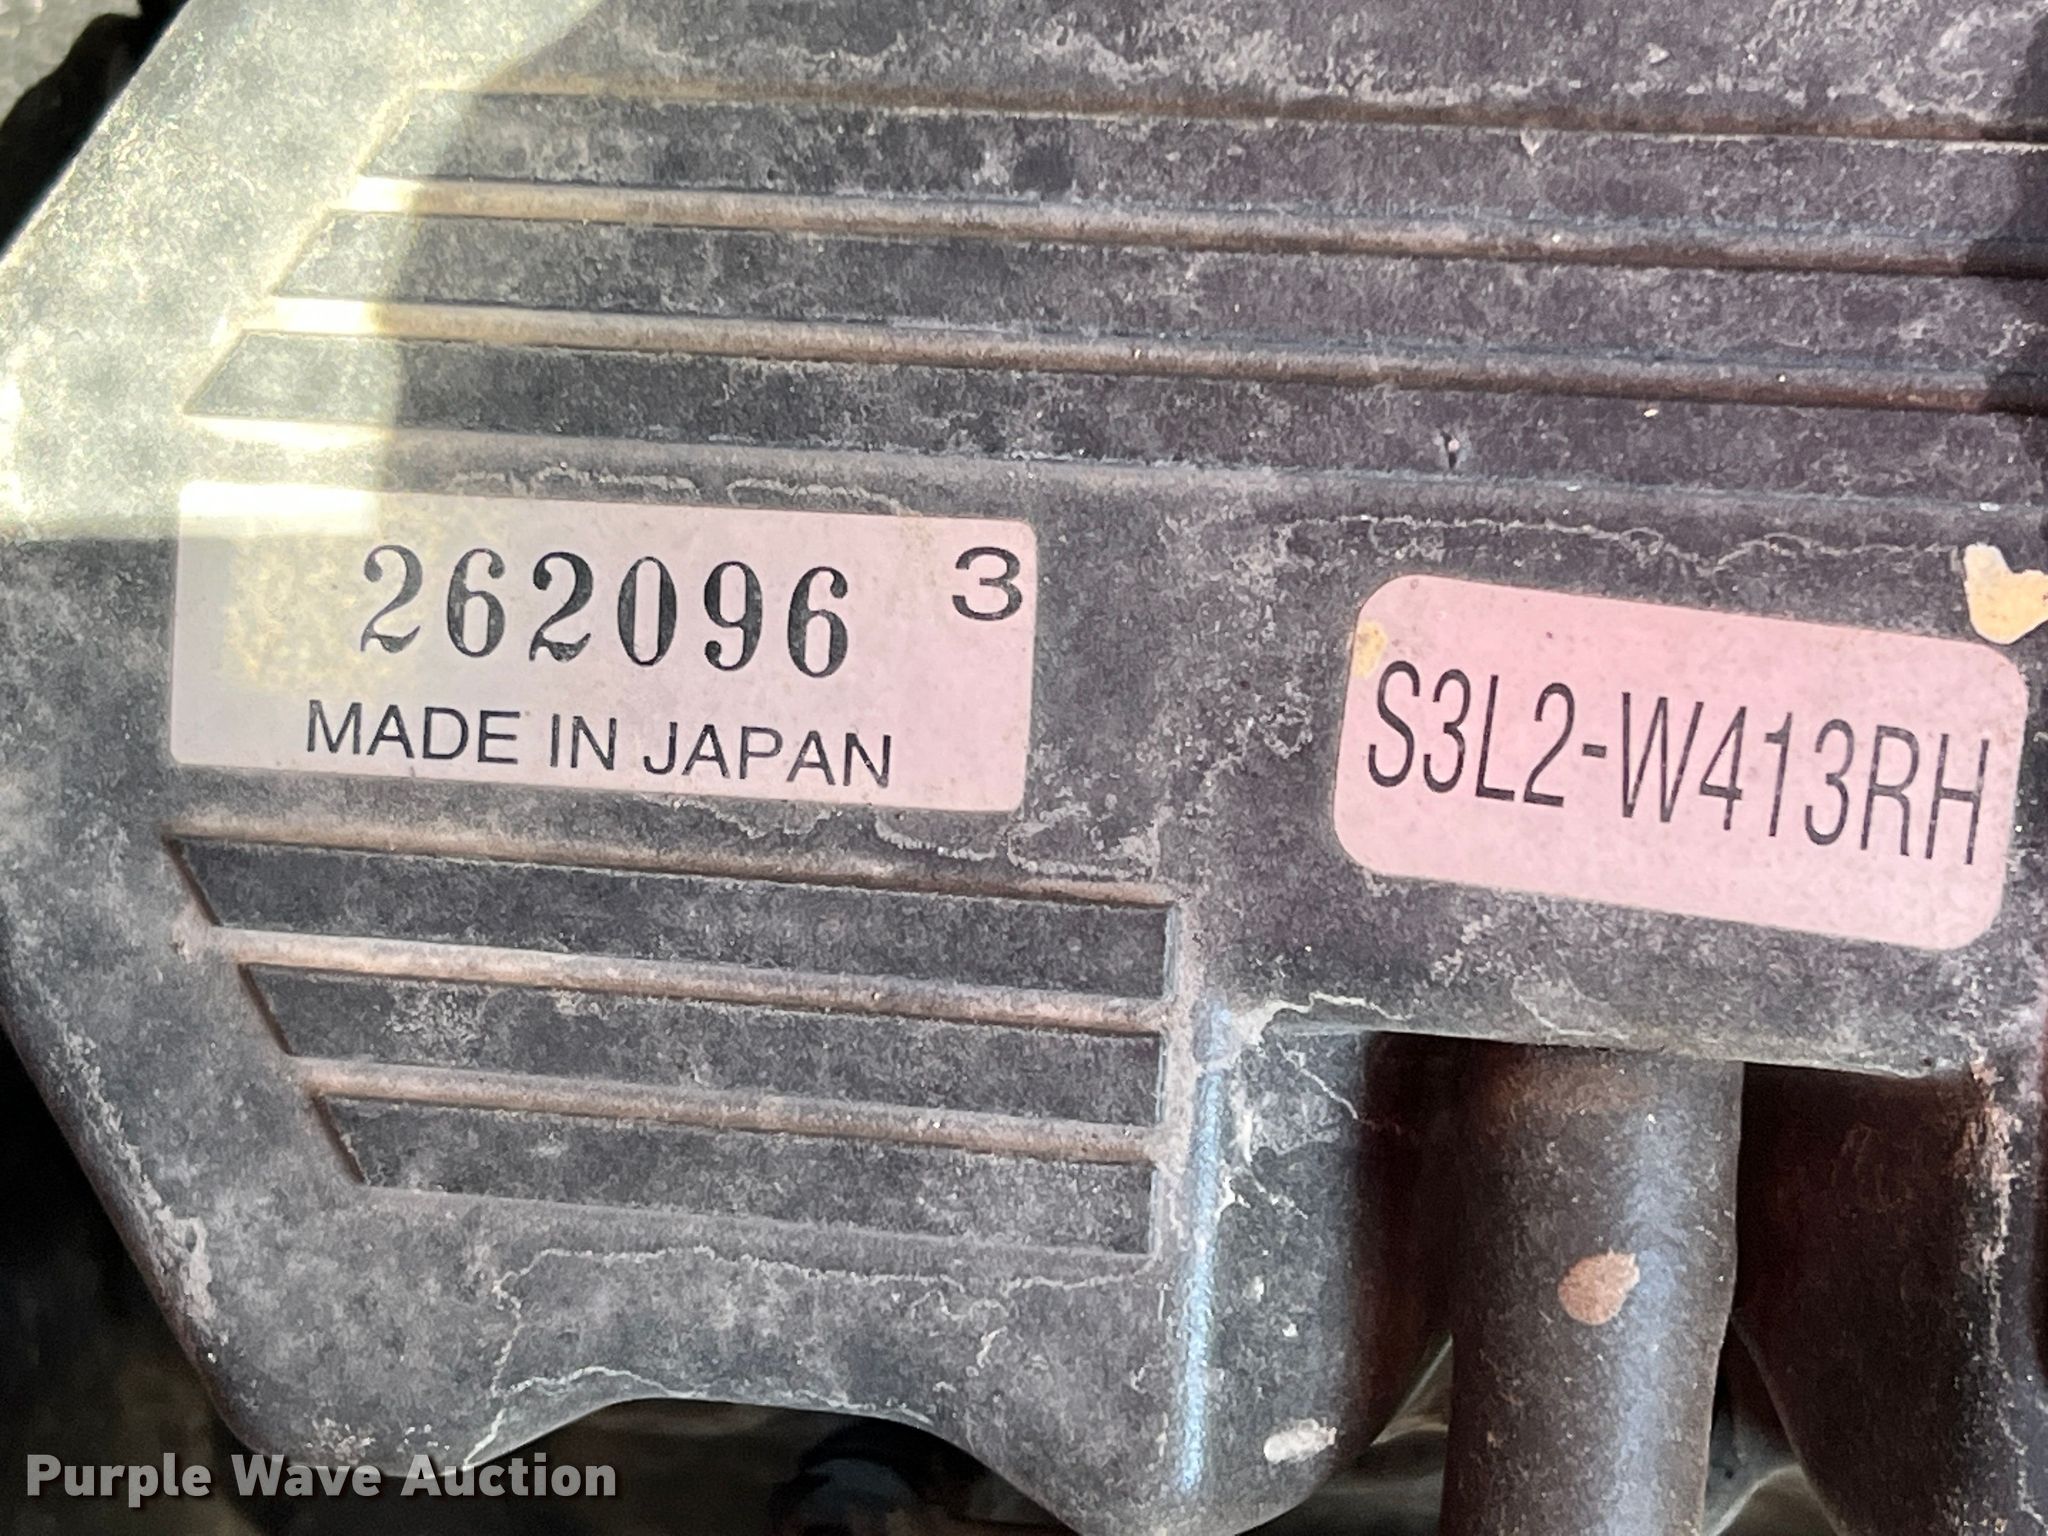 262096 3
MADE IN JAPAN
S3L2-W413RH
Purple Wave Auction